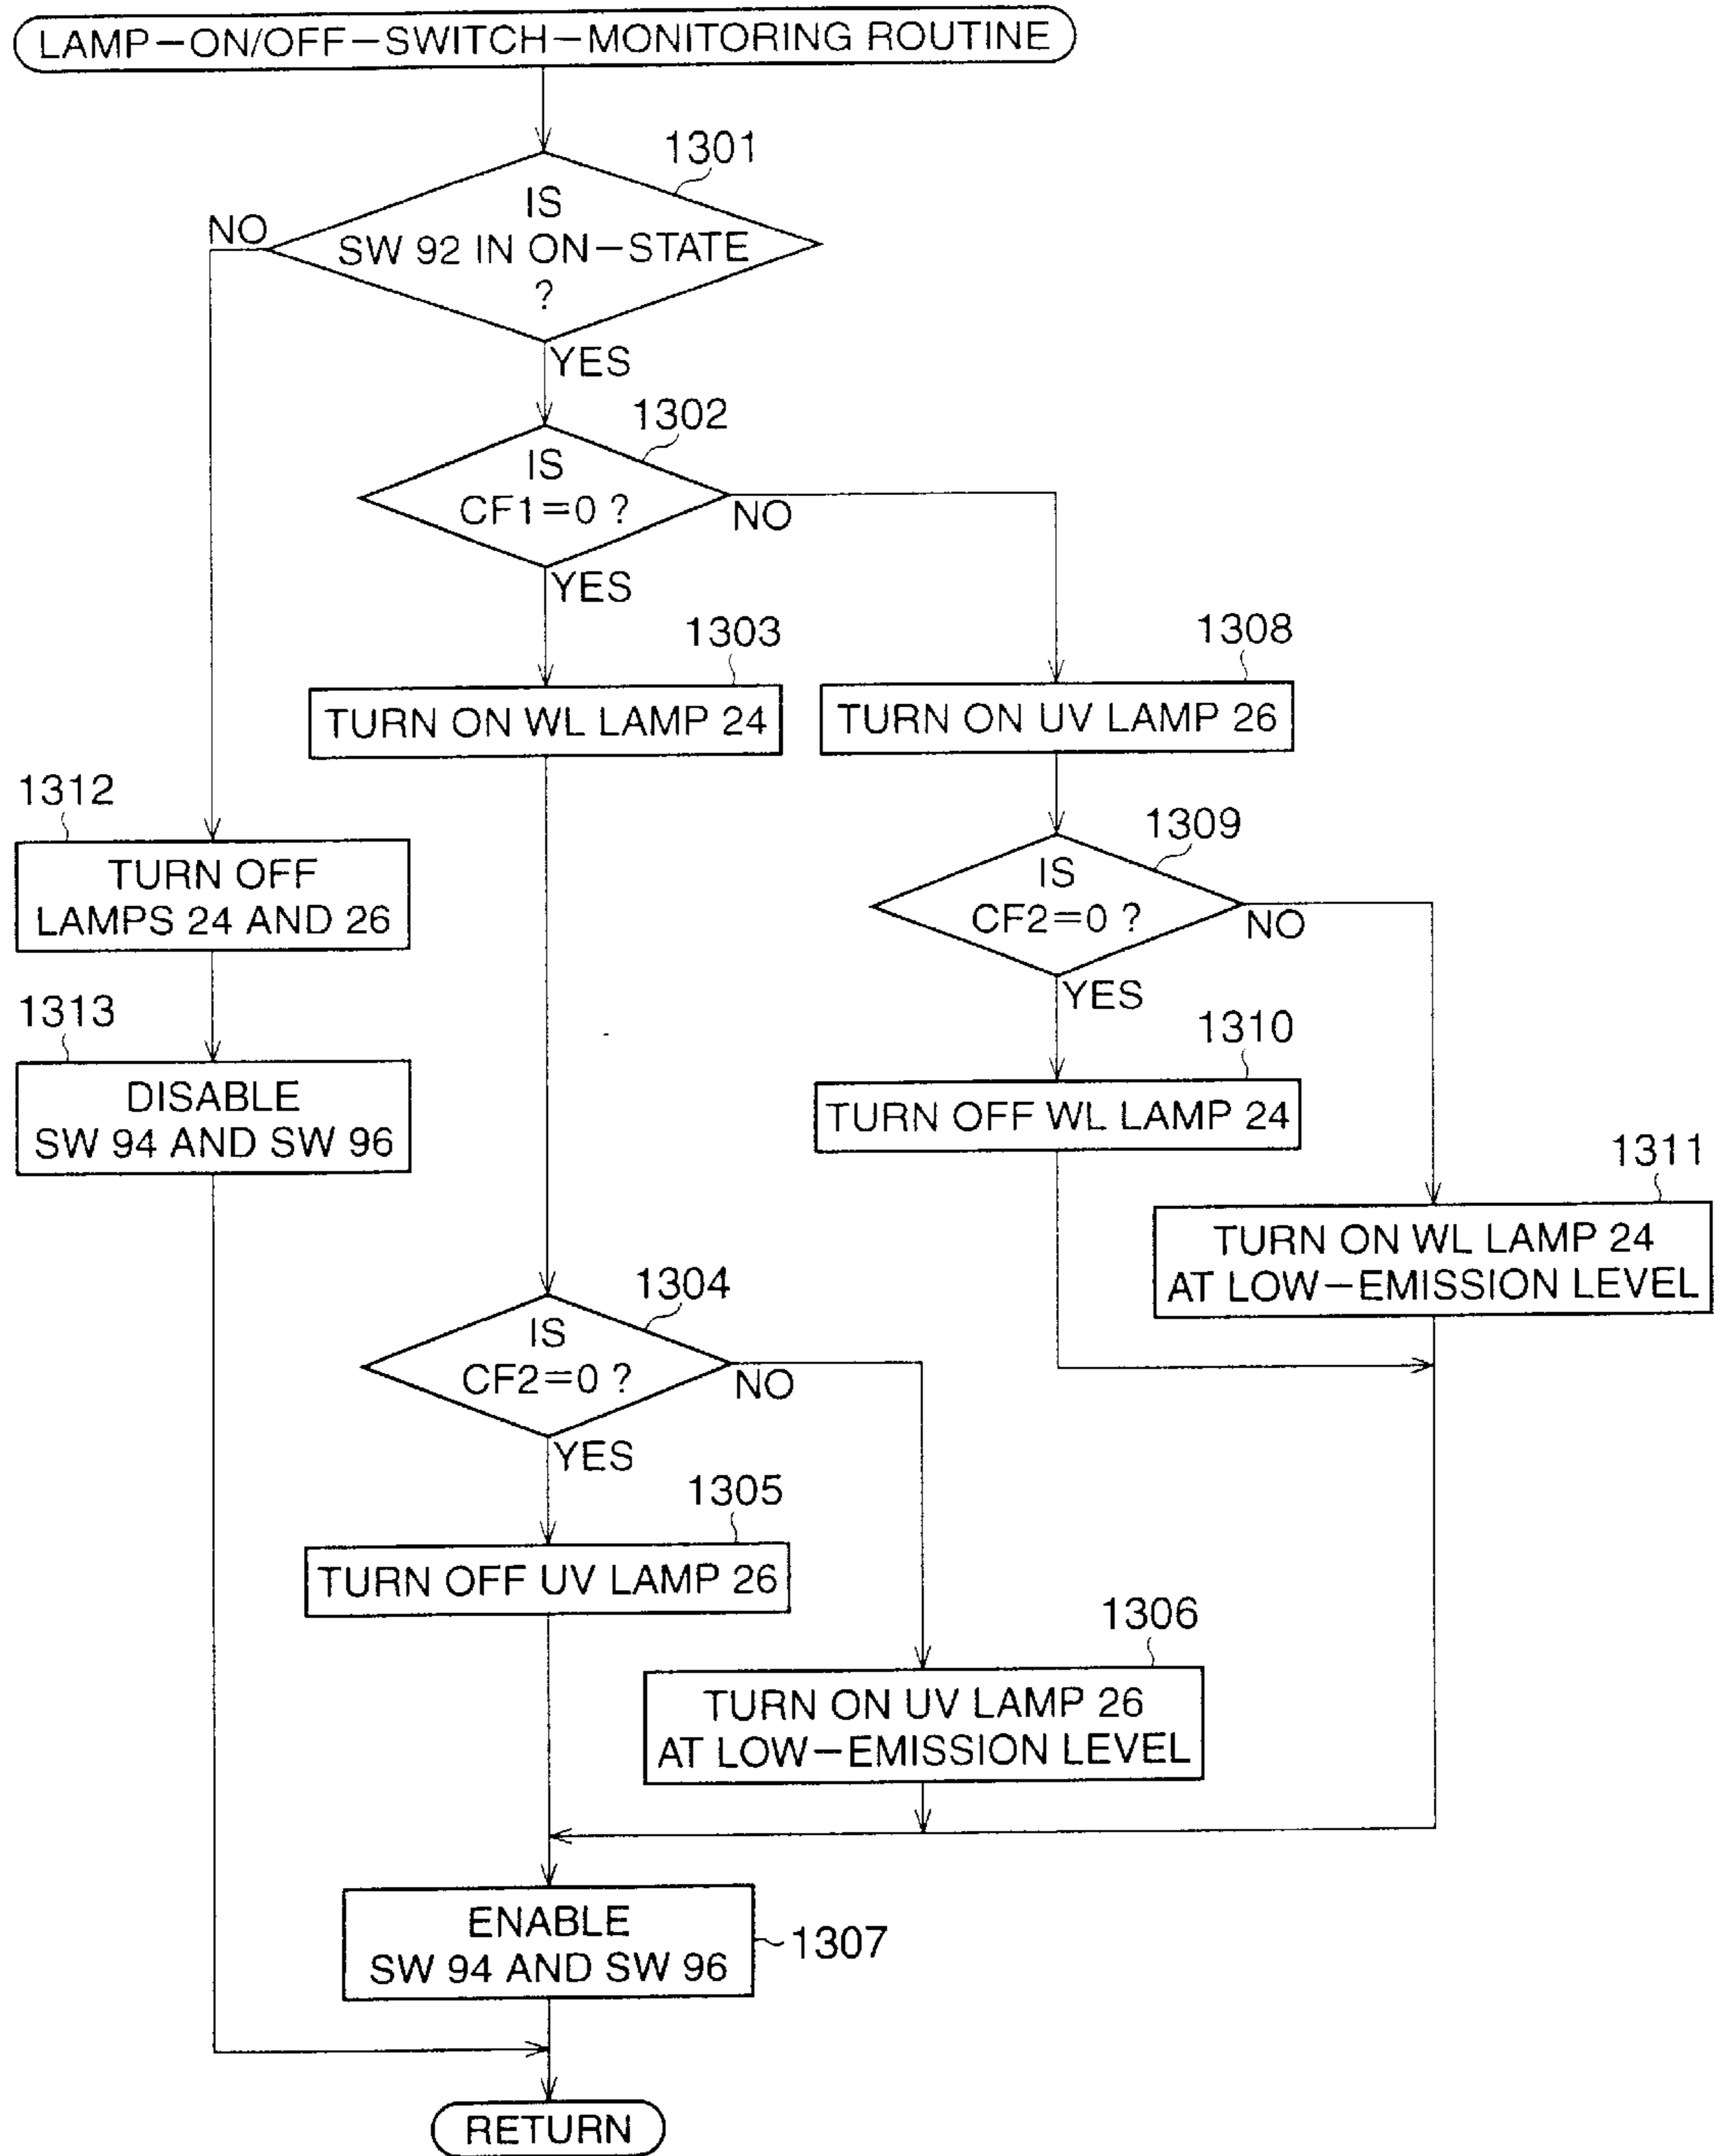 LAMP-ON/OFF-SWITCH-MONITORING ROUTINE
1301
IS
SW 92 IN ON-STATE
?
NO
YES
1302
IS
CF1=0 ?
NO
YES
1303
TURN ON WL LAMP 24
1308
TURN ON UV LAMP 26
1312
TURN OFF
LAMPS 24 AND 26
1309
IS
CF2=0 ?
NO
YES
1313
DISABLE
SW 94 AND SW 96
1310
TURN OFF WL LAMP 24
1311
TURN ON WL LAMP 24
AT LOW-EMISSION LEVEL
1304
IS
CF2=0 ?
NO
YES
1305
TURN OFF UV LAMP 26
1306
TURN ON UV LAMP 26
AT LOW-EMISSION LEVEL
ENABLE
SW 94 AND SW 96
1307
RETURN